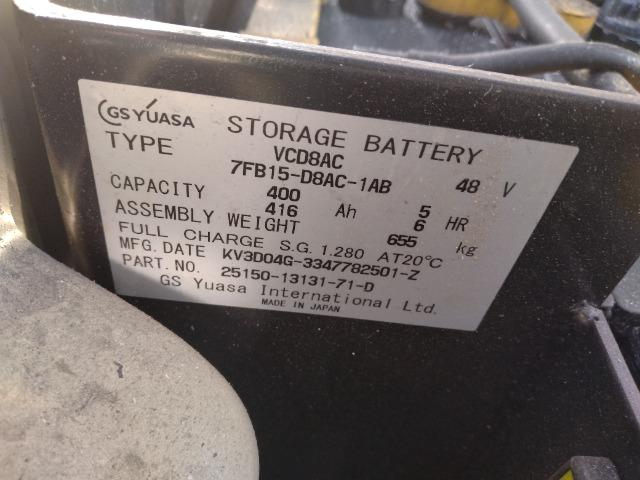 GS YUASA STORAGE BATTERY
TYPE VCD8AC
7FB15-D8AC-1AB 48 V
CAPACITY 400 Ah 5 HR
416 6
ASSEMBLY WEIGHT 655 kg
FULL CHARGE S.G. 1.280 AT20°C
MFG. DATE KV3D04G-3347782501-Z
PART. NO. 25150-13131-71-D
GS Yuasa International Ltd.
MADE IN JAPAN